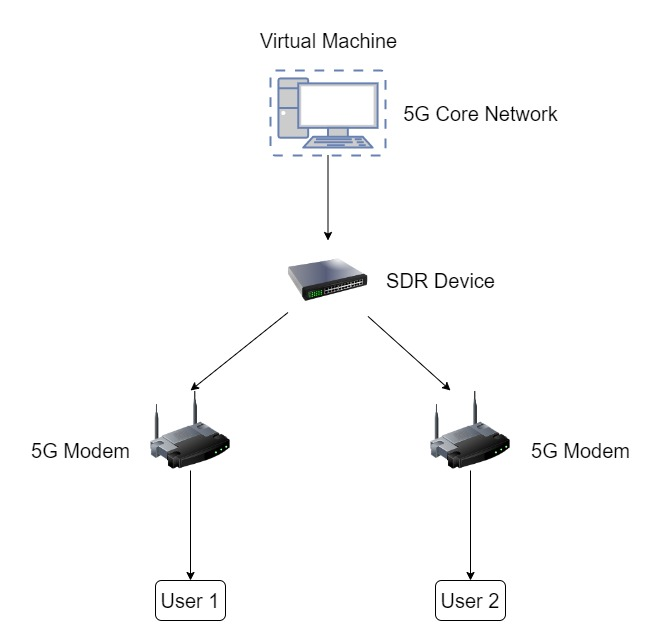 Virtual Machine
5G Core Network
SDR Device
5G Modem
5G Modem
User 1
User 2